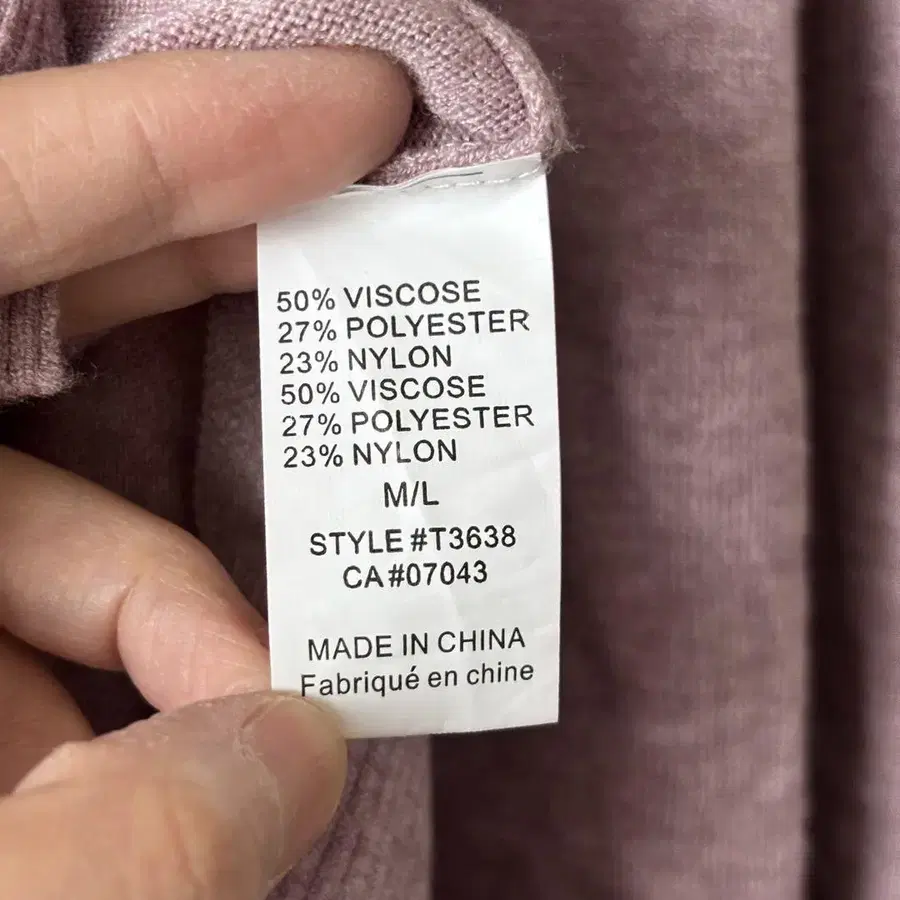 50% VISCOSE
27% POLYESTER
23% NYLON
50% VISCOSE
27% POLYESTER
23% NYLON
M/L
STYLE #T3638
CA#07043
MADE IN CHINA
Fabriqué en chine